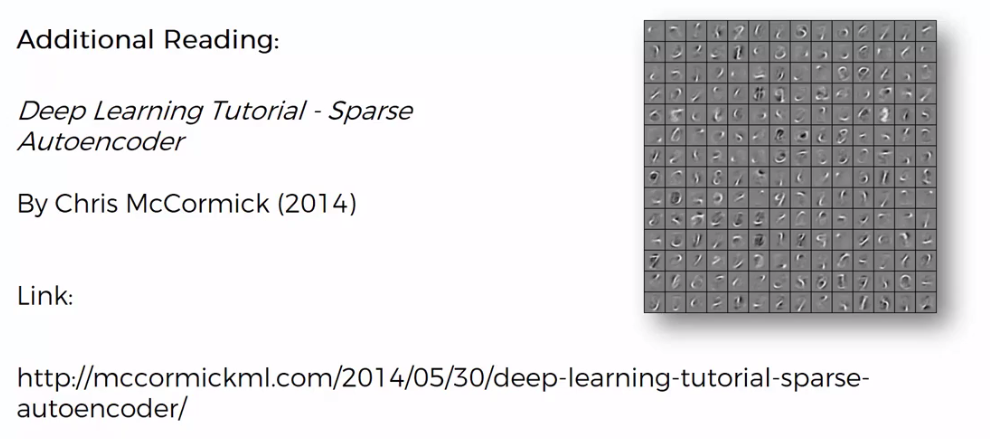 Additional Reading:
Deep Learning Tutorial - Sparse
Autoencoder
By Chris McCormick (2014)
Link:
http://mccormickml.com/2014/05/30/deep-learning-tutorial-sparse-
autoencoder/